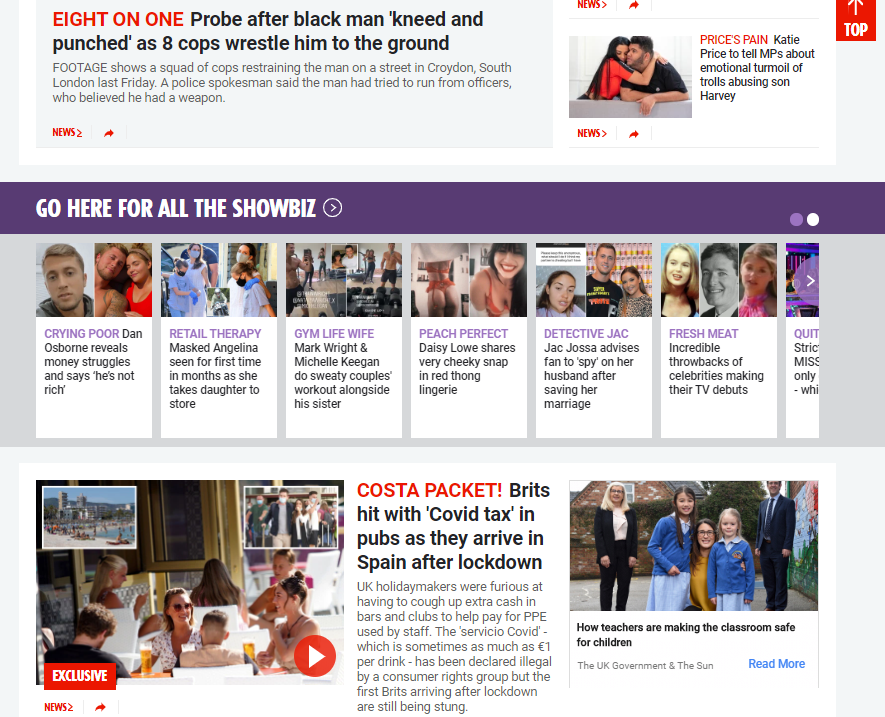 EIGHT ON ONE Probe after black man 'kneed and
punched' as 8 cops wrestle him to the ground
FOOTAGE shows a squad of cops restraining the man on a street in Croydon, South
London last Friday. A police spokesman said the man had tried to run from officers,
who believed he had a weapon.
NEWS >
NEWS >
TOP
PRICE'S PAIN Katie
Price to tell MPs about
emotional turmoil of
trolls abusing son
Harvey
NEWS >
GO HERE FOR ALL THE SHOWBIZ
CRYING POOR Dan
Osborne reveals
money struggles
and says 'he's not
rich'
RETAIL THERAPY
Masked Angelina
seen for first time
in months as she
takes daughter to
store
GYM LIFE WIFE
Mark Wright &
Michelle Keegan
do sweaty couples'
workout alongside
his sister
PEACH PERFECT
Daisy Lowe shares
very cheeky snap
in red thong
lingerie
DETECTIVE JAC
Jac Jossa advises
fan to 'spy' on her
husband after
saving her
marriage
FRESH MEAT
Incredible
throwbacks of
celebrities making
their TV debuts
QUIT
Stric
MISS
only
- whi
EXCLUSIVE
NEWS >
COSTA PACKET! Brits
hit with 'Covid tax' in
pubs as they arrive in
Spain after lockdown
UK holidaymakers were furious at
having to cough up extra cash in
bars and clubs to help pay for PPE
used by staff. The 'servicio Covid' -
which is sometimes as much as €1
per drink - has been declared illegal
by a consumer rights group but the
first Brits arriving after lockdown
are still being stung.
How teachers are making the classroom safe
for children
The UK Government & The Sun
Read More